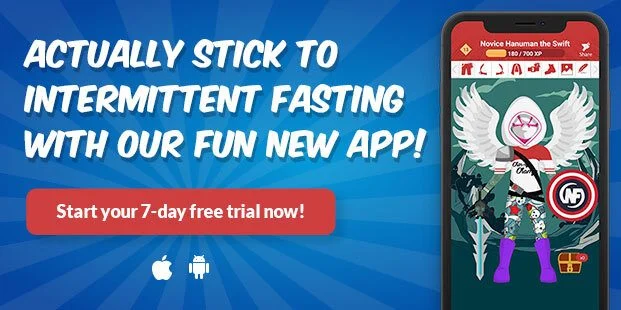 ACTUALLY STICK TO
INTERMITTENT FASTING
WITH OUR FUN NEW APP!
Start your 7-day free trial now!
Novice Hanuman the Swift
180 / 700 XP
Share
NF